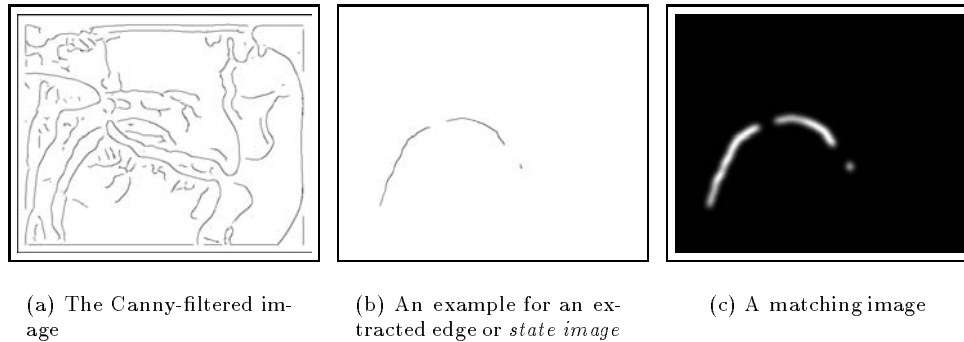 (a) The Canny-filtered im-
age
(b) An example for an ex-
tracted edge or state image
(c) A matching image